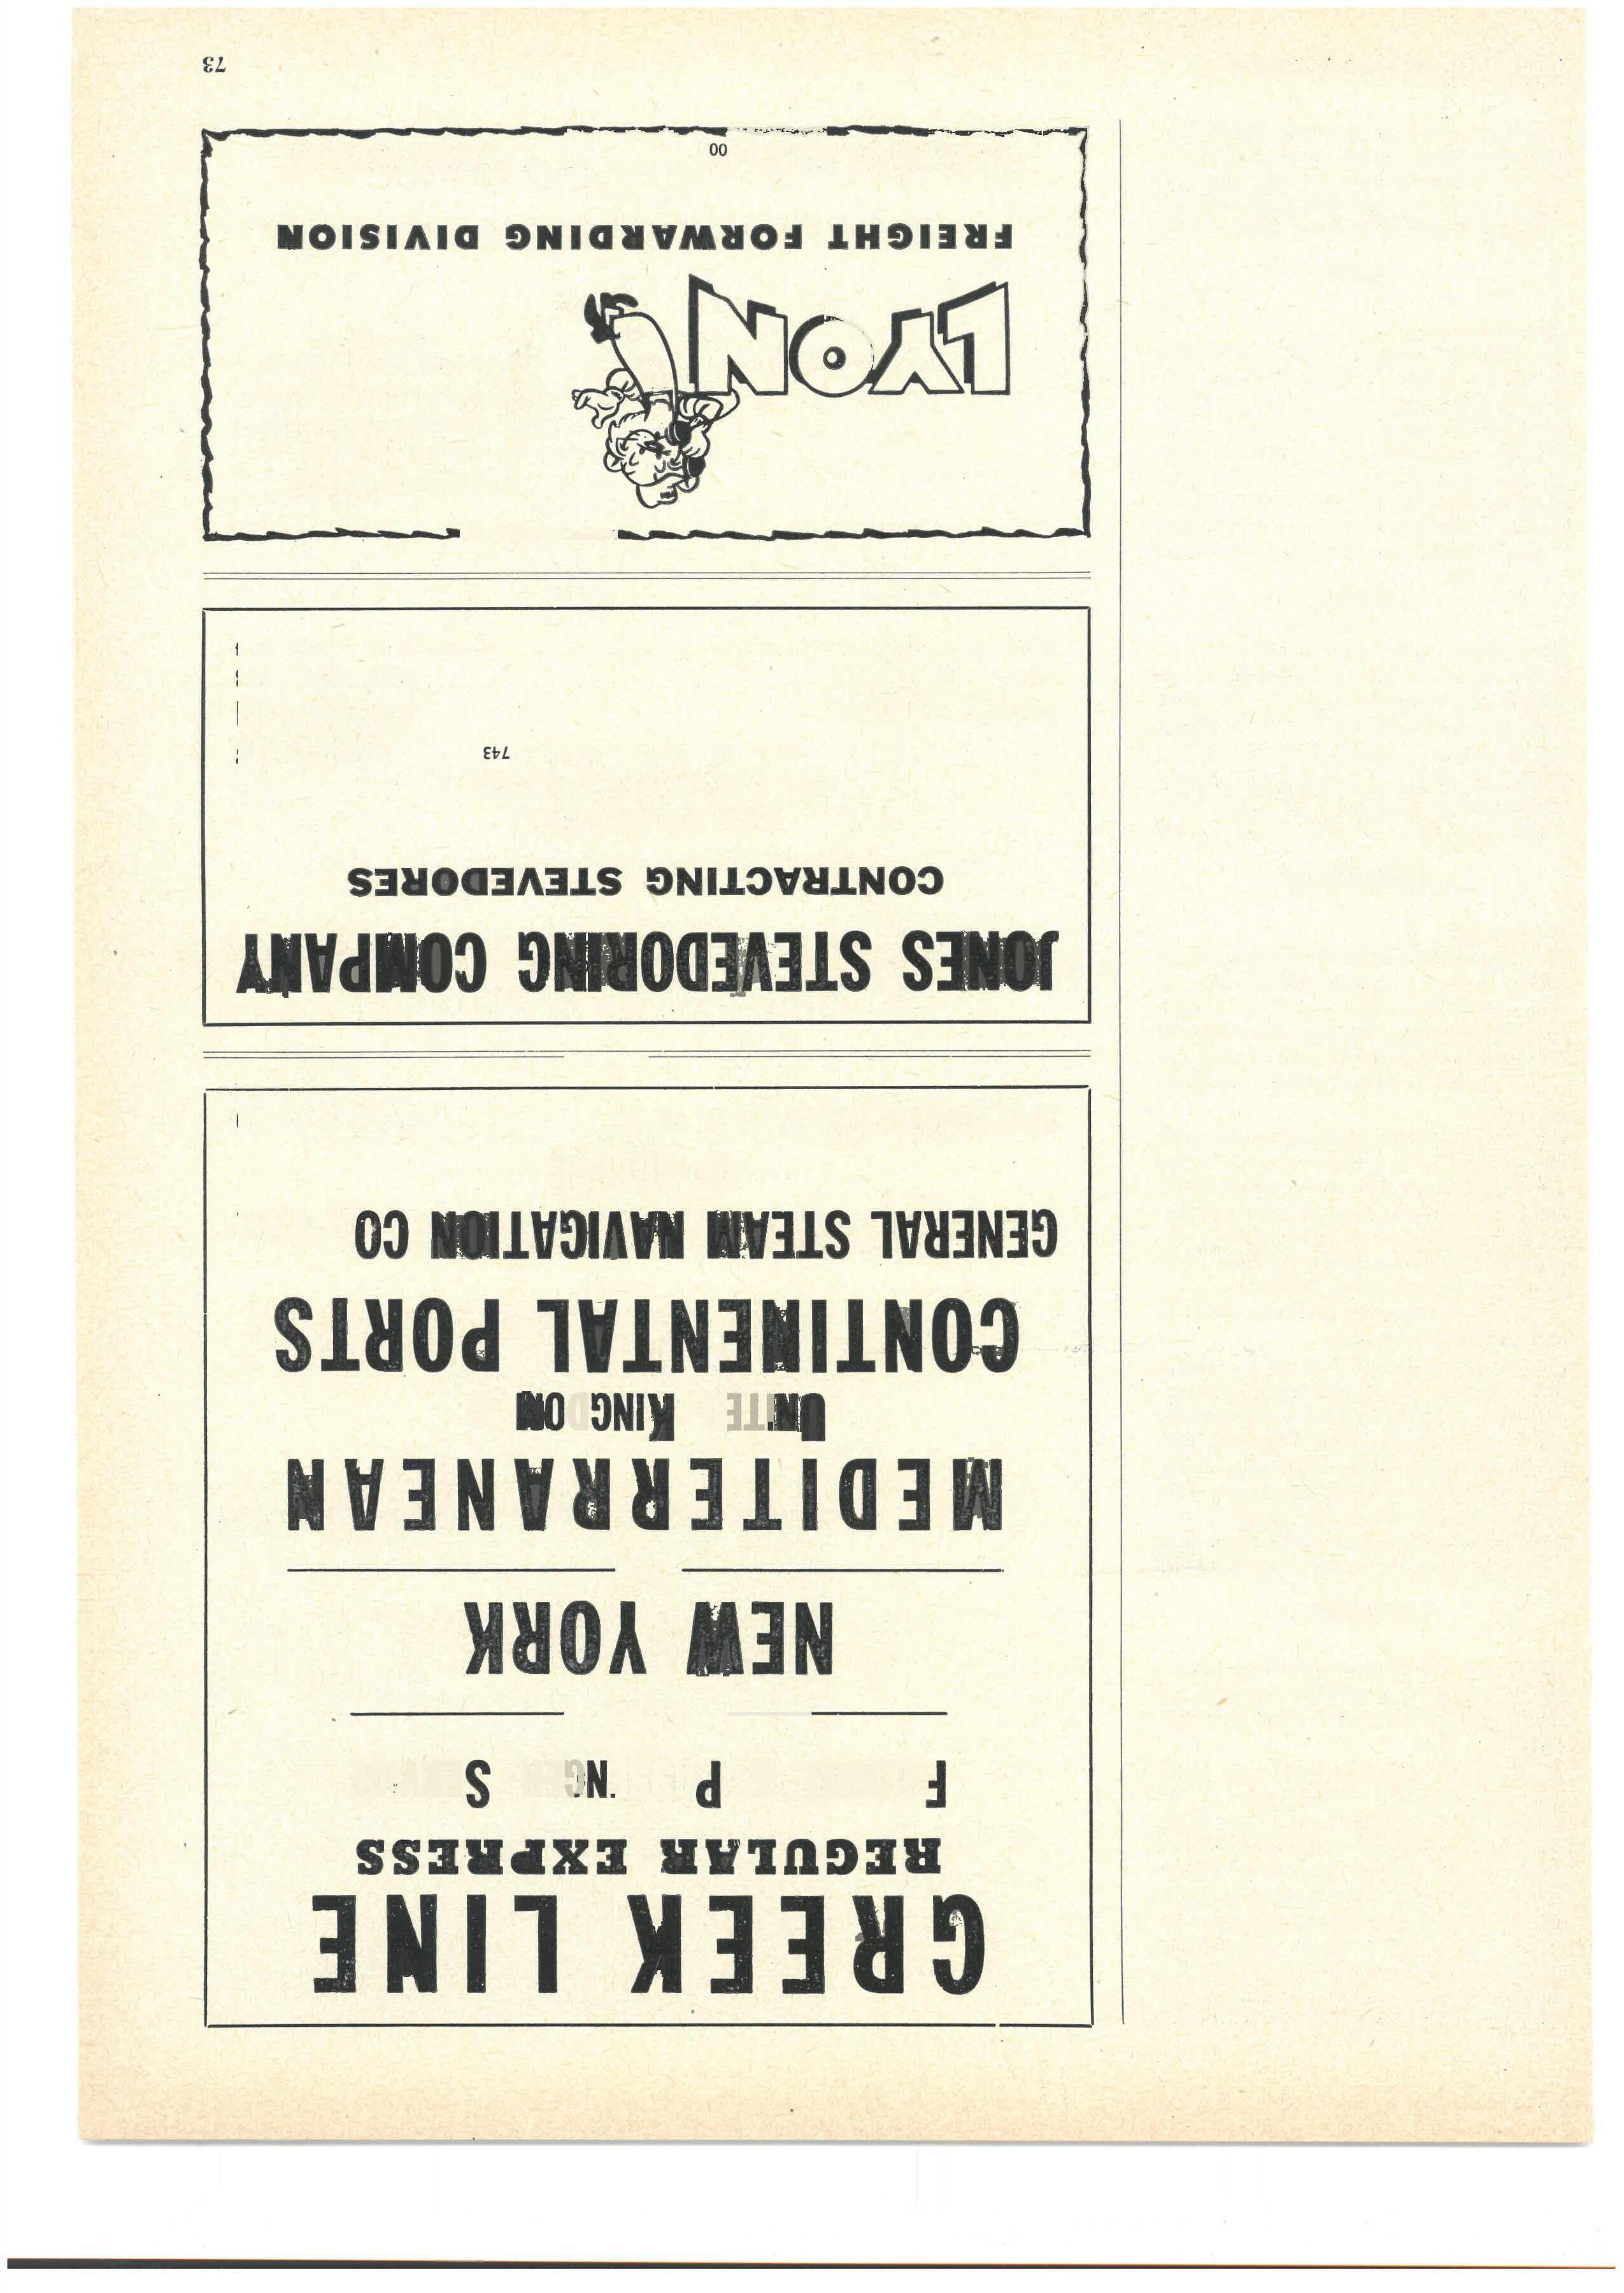 GREEK LINE
REGULAR EXPRESS
F P S
NEW YORK
MEDITERRANEAN
CONTINENTAL PORTS
GENERAL STEAM NAVIGATION CO
JONES STEVEDORING COMPANY
CONTRACTING STEVEDORES
743
LYON
FREIGHT FORWARDING DIVISION
00
73